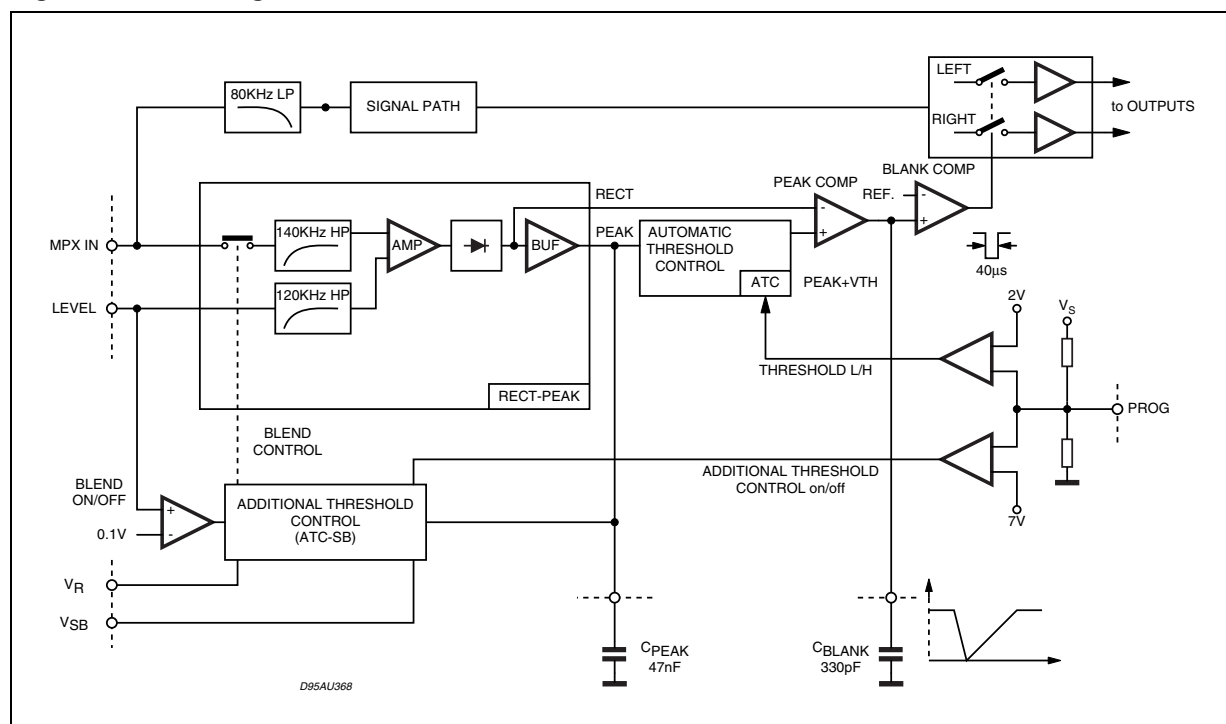 80KHz LP
SIGNAL PATH
LEFT
RIGHT
to OUTPUTS
BLANK COMP
PEAK COMP
REF.
-
+
-
+
40µs
RECT
MPX IN
140KHz HP
AMP
BUF
PEAK
AUTOMATIC
THRESHOLD
CONTROL
ATC
PEAK+VTH
LEVEL
120KHz HP
2V
VS
THRESHOLD L/H
RECT-PEAK
PROG
BLEND
CONTROL
ADDITIONAL THRESHOLD
CONTROL on/off
7V
BLEND
ON/OFF
+
0.1V
-
ADDITIONAL THRESHOLD
CONTROL
(ATC-SB)
VR
VSB
CPEAK
47nF
CBLANK
330pF
D95AU368